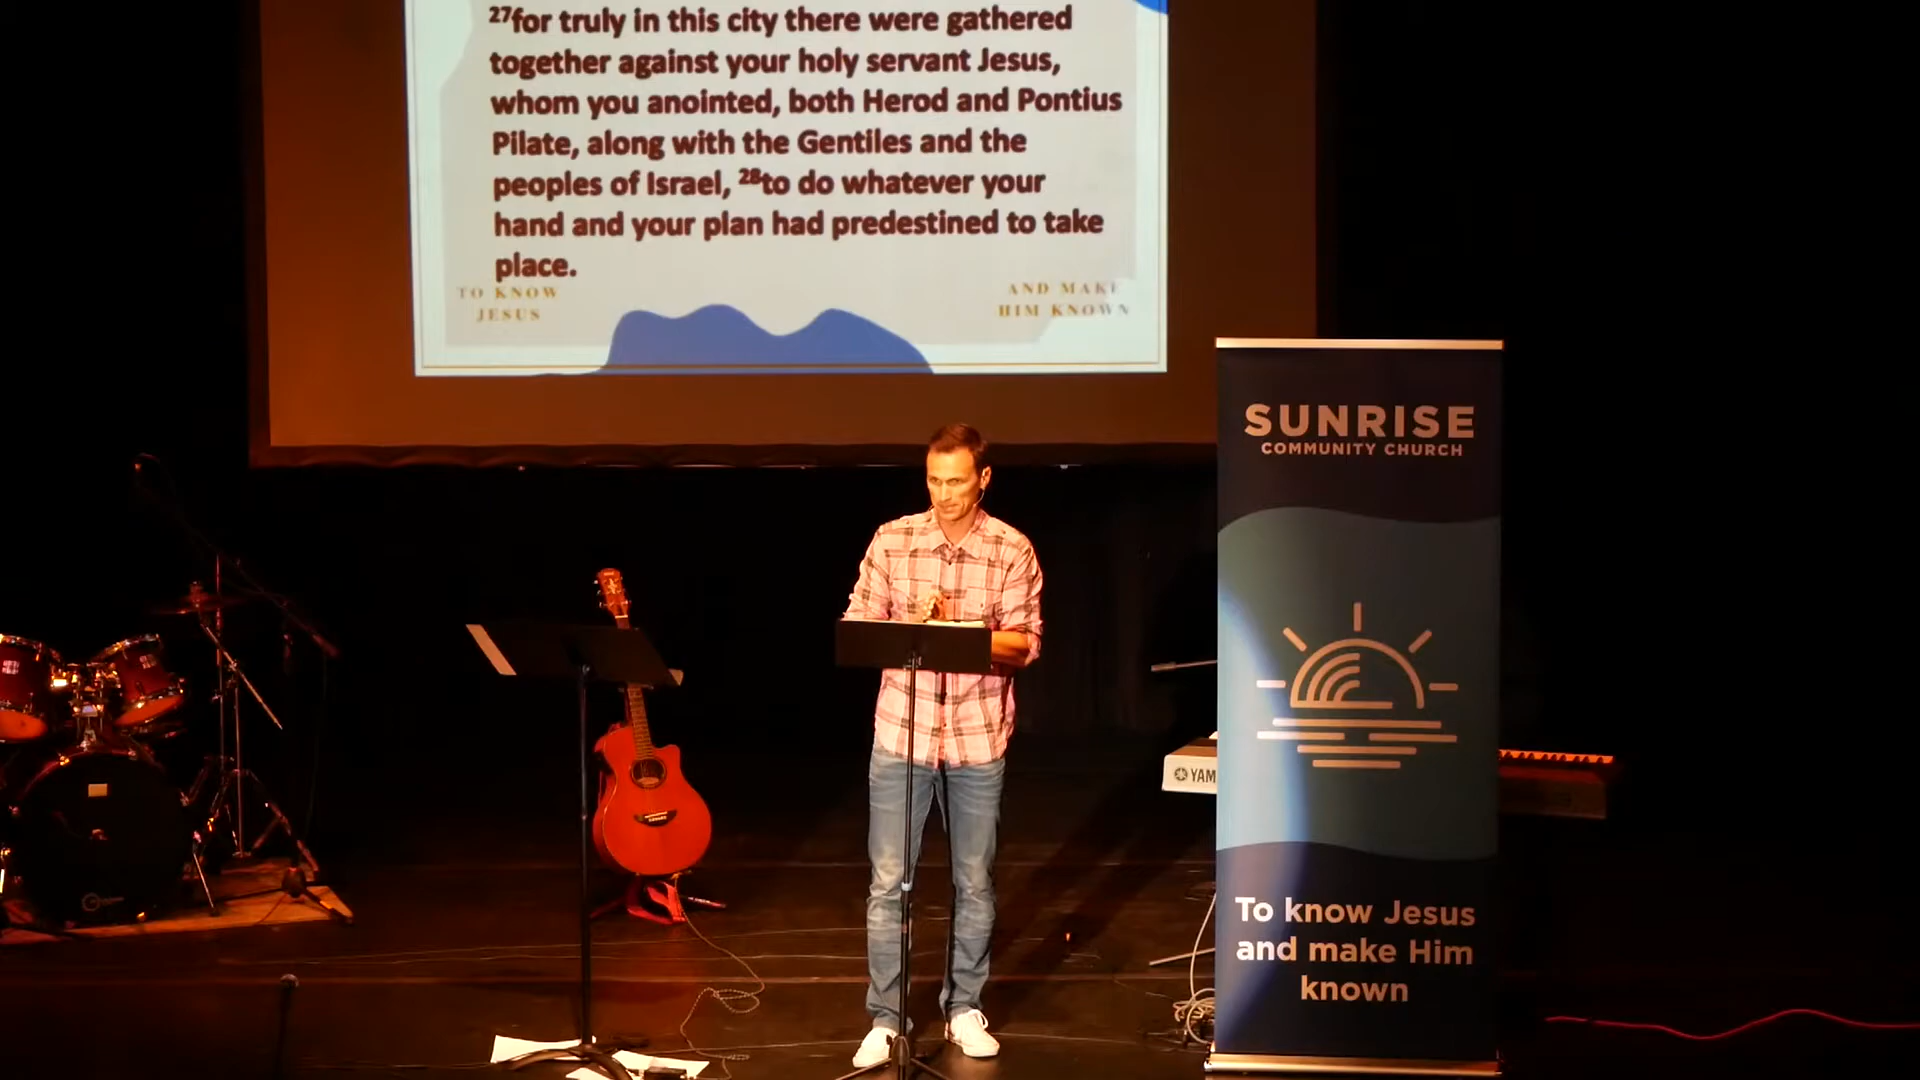 27for truly in this city there were gathered
together against your holy servant Jesus,
whom you anointed, both Herod and Pontius
Pilate, along with the Gentiles and the
peoples of Israel, 28to do whatever your
hand and your plan had predestined to take
place.
TO KNOW
JESUS
AND MAKE
HIM KNOWN
SUNRISE
COMMUNITY CHURCH
YAM
To know Jesus
and make Him
known